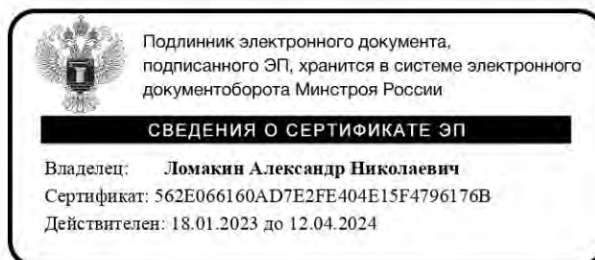 Подлинник электронного документа,
подписанного ЭП, хранится в системе электронного
документооборота Минстроя России
СВЕДЕНИЯ О СЕРТИФИКАТЕ ЭП
Владелец: Ломакин Александр Николаевич
Сертификат: 562E066160AD7E2FE404E15F4796176B
Действителен: 18.01.2023 до 12.04.2024